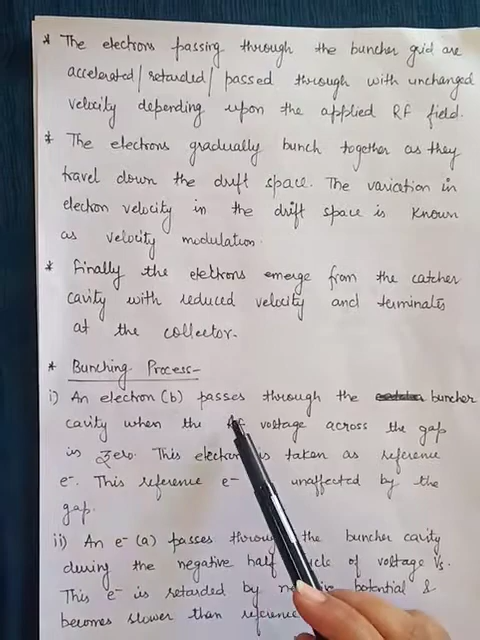 * The electrons passing through the buncher grid are
accelerated/retarded/passed through with unchanged
velocity depending upon the applied RF field.
* The electrons gradually bunch together as they
travel down the drift space. The variation in
electron velocity in the drift space is known
as velocity modulation.
* Finally the elektrons emerge from the catcher
cavity with reduced velocity and terminates
at the collector.
* Bunching Process-
i) An electron (b) passes through the buncher
cavity when the voltage across the gap
is zero. This electron is taken as reference
e-. This reference e- unaffected by the
gap.
ii) An e- (a) passes through the buncher cavity
during the negative half cycle of voltage Vs.
This e- is retarded by potential &
becomes slower than reference